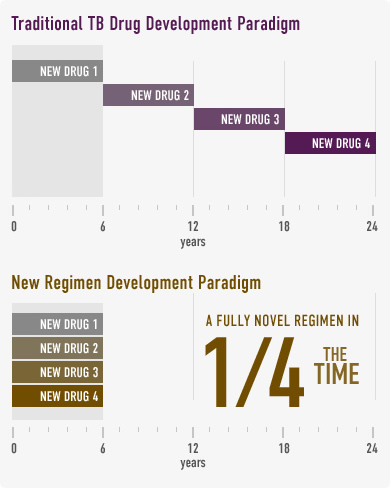 Traditional TB Drug Development Paradigm
NEW DRUG 1
NEW DRUG 2
NEW DRUG 3
NEW DRUG 4
0 6 12 18 24
years
New Regimen Development Paradigm
NEW DRUG 1
NEW DRUG 2
NEW DRUG 3
NEW DRUG 4
A FULLY NOVEL REGIMEN IN
1/4 THE TIME
0 6 12 18 24
years